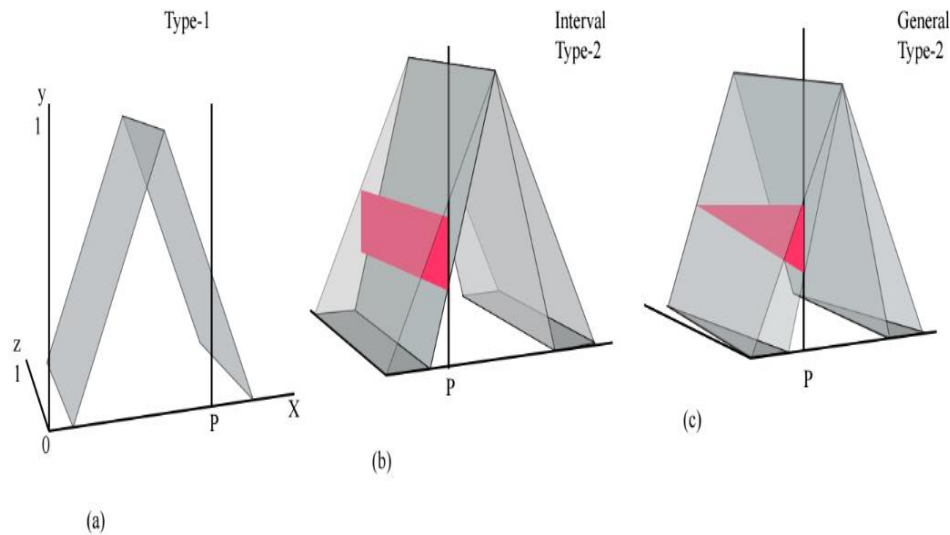 Type-1
y
1
z
1
0
P
X
(a)
Interval
Type-2
P
(b)
General
Type-2
P
(c)